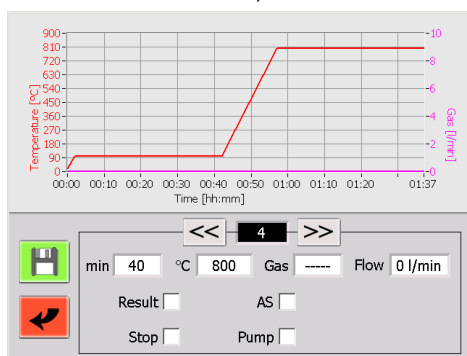 900 10
810
720 8
630
540 6
450
360 4
270
180 2
90
0 0
Temperature [ºC]
Gas [l/min]
00:00 00:10 00:20 00:30 00:40 00:50 01:00 01:10 01:20 01:37
Time [hh:mm]
<< 4 >>
min 40 °C 800 Gas ----- Flow 0 l/min
Result AS
Stop Pump